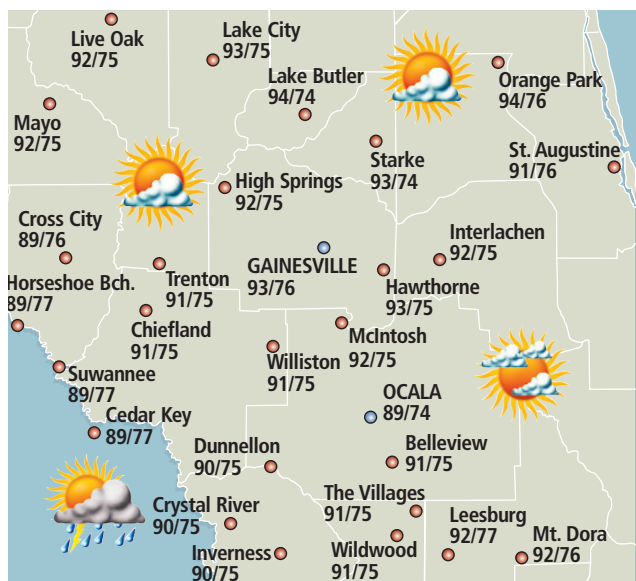 Live Oak
92/75
Lake City
93/75
Lake Butler
94/74
Orange Park
94/76
Mayo
92/75
Starke
93/74
St. Augustine
91/76
High Springs
92/75
Cross City
89/76
Interlachen
92/75
Horseshoe Bch.
89/77
Trenton
91/75
GAINESVILLE
93/76
Hawthorne
93/75
Chiefland
91/75
Williston
91/75
McIntosh
92/75
Suwannee
89/77
OCALA
89/74
Cedar Key
89/77
Dunnellon
90/75
Belleview
91/75
Crystal River
90/75
The Villages
91/75
Leesburg
92/77
Mt. Dora
92/76
Inverness
90/75
Wildwood
91/75